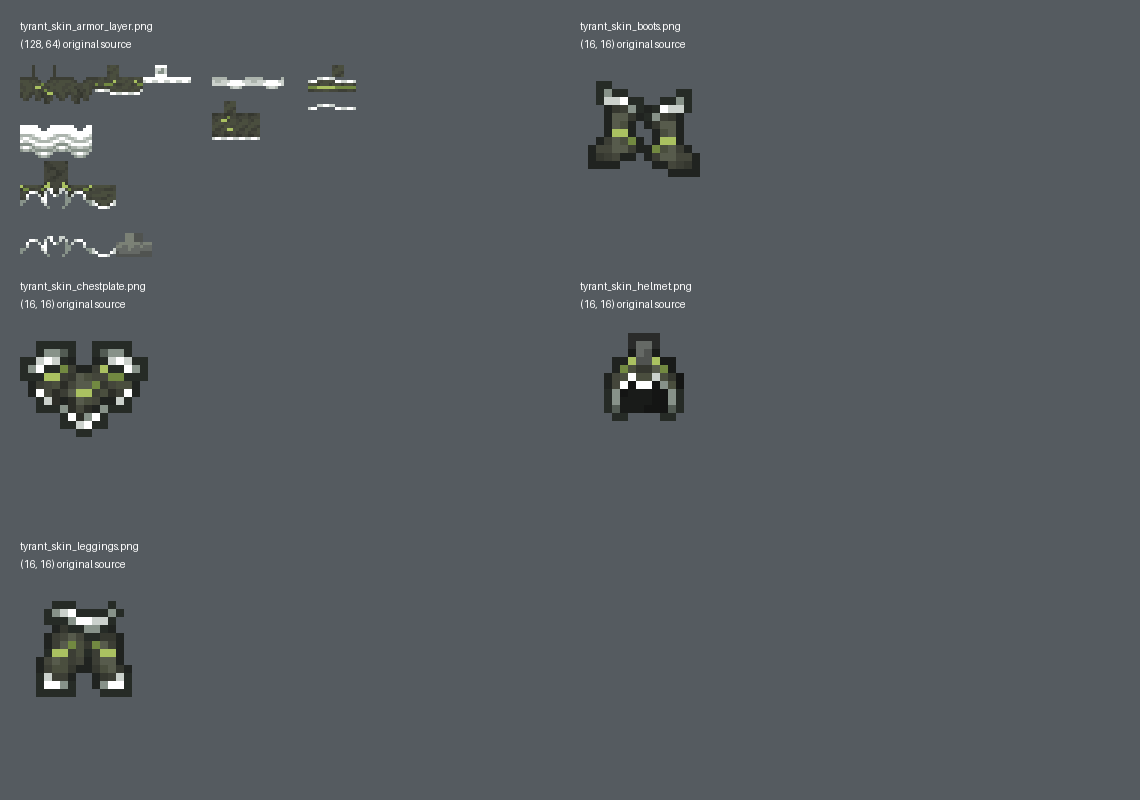 tyrant_skin_armor_layer.png
(128, 64) original source
tyrant_skin_boots.png
(16, 16) original source
tyrant_skin_chestplate.png
(16, 16) original source
tyrant_skin_helmet.png
(16, 16) original source
tyrant_skin_leggings.png
(16, 16) original source